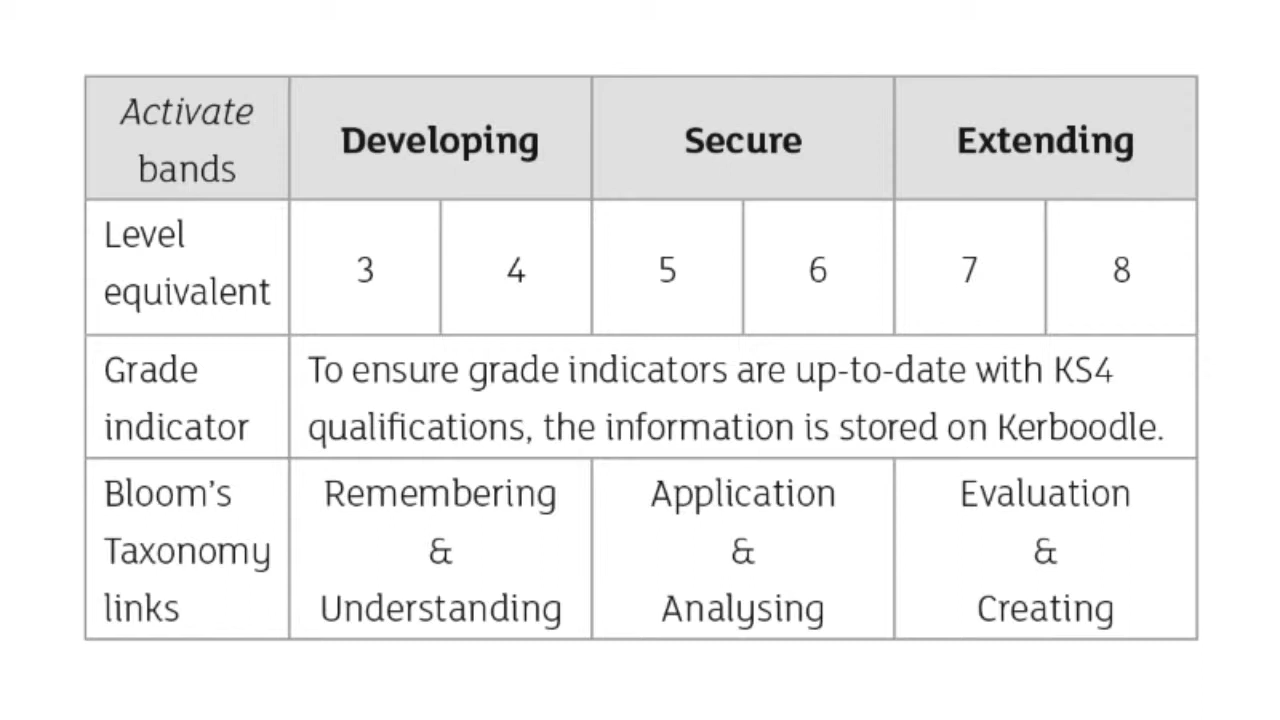 Activate
bands
Developing
Secure
Extending
Level
equivalent
3
4
5
6
7
8
Grade
indicator
To ensure grade indicators are up-to-date with KS4
qualifications, the information is stored on Kerboodle.
Bloom's
Taxonomy
links
Remembering
&
Understanding
Application
&
Analysing
Evaluation
&
Creating